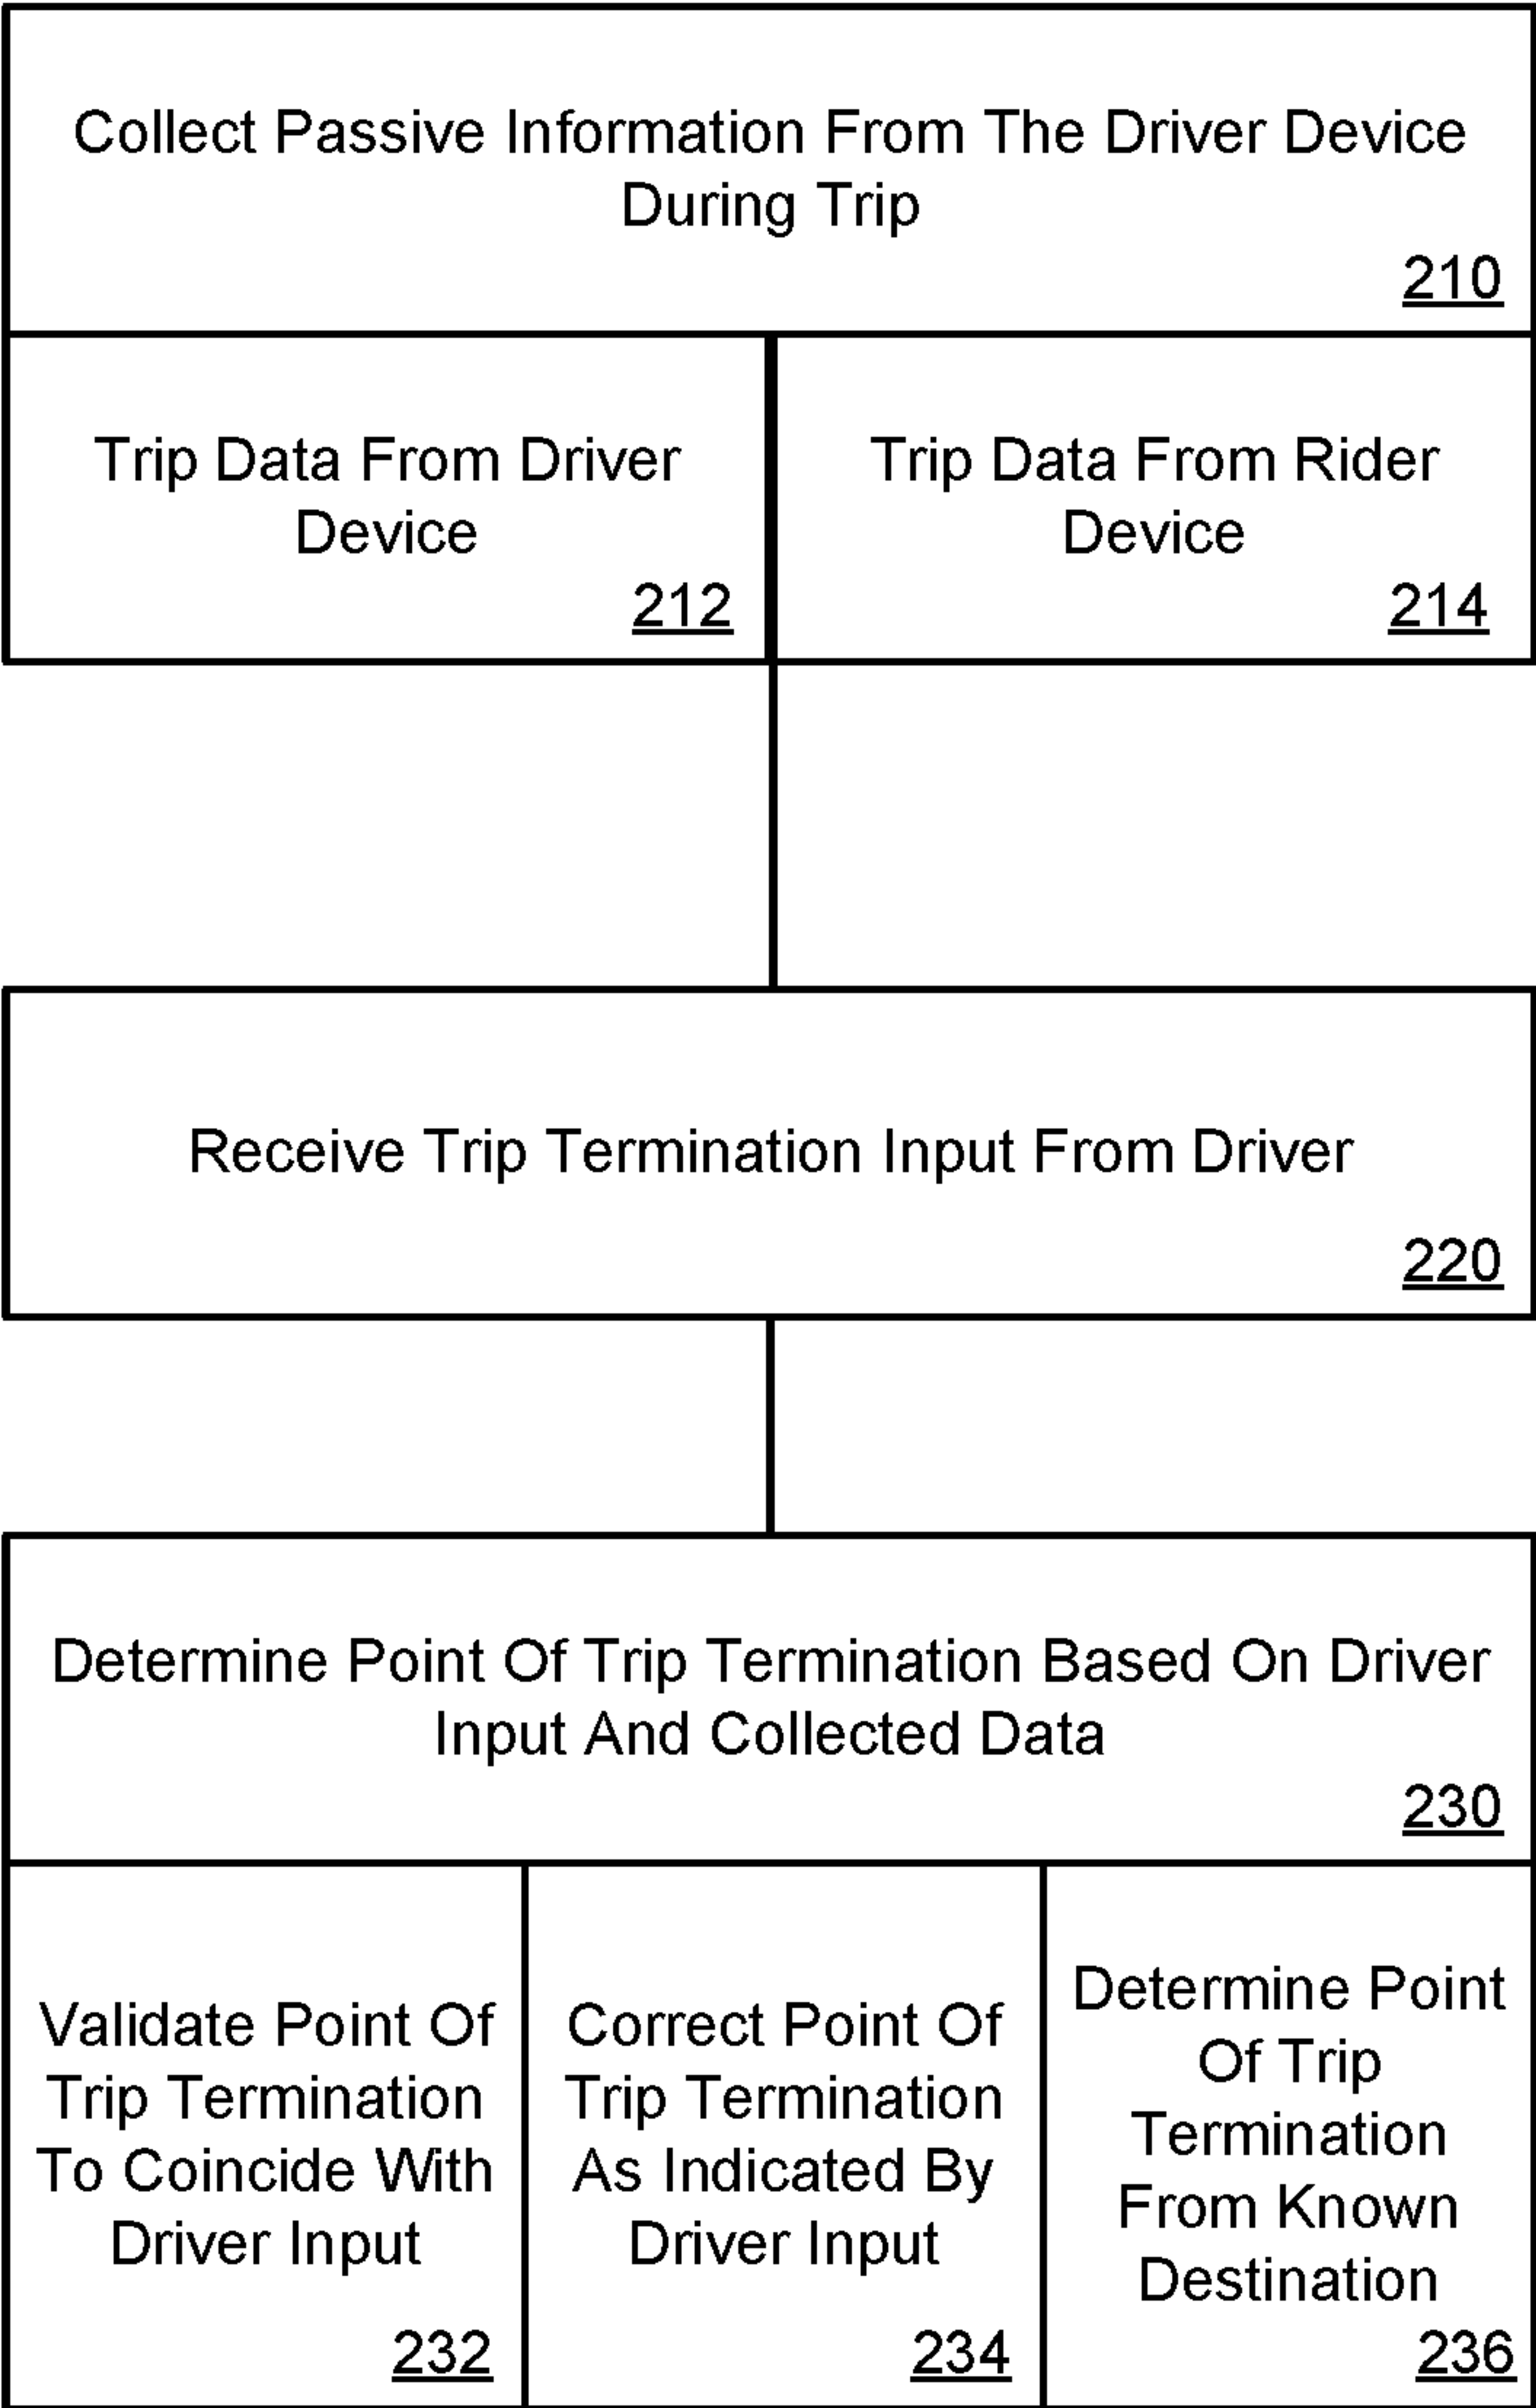 Collect Passive Information From The Driver Device
During Trip
210
Trip Data From Driver
Device
212
Trip Data From Rider
Device
214
Receive Trip Termination Input From Driver
220
Determine Point Of Trip Termination Based On Driver
Input And Collected Data
230
Validate Point Of
Trip Termination
To Coincide With
Driver Input
232
Correct Point Of
Trip Termination
As Indicated By
Driver Input
234
Determine Point
Of Trip
Termination
From Known
Destination
236